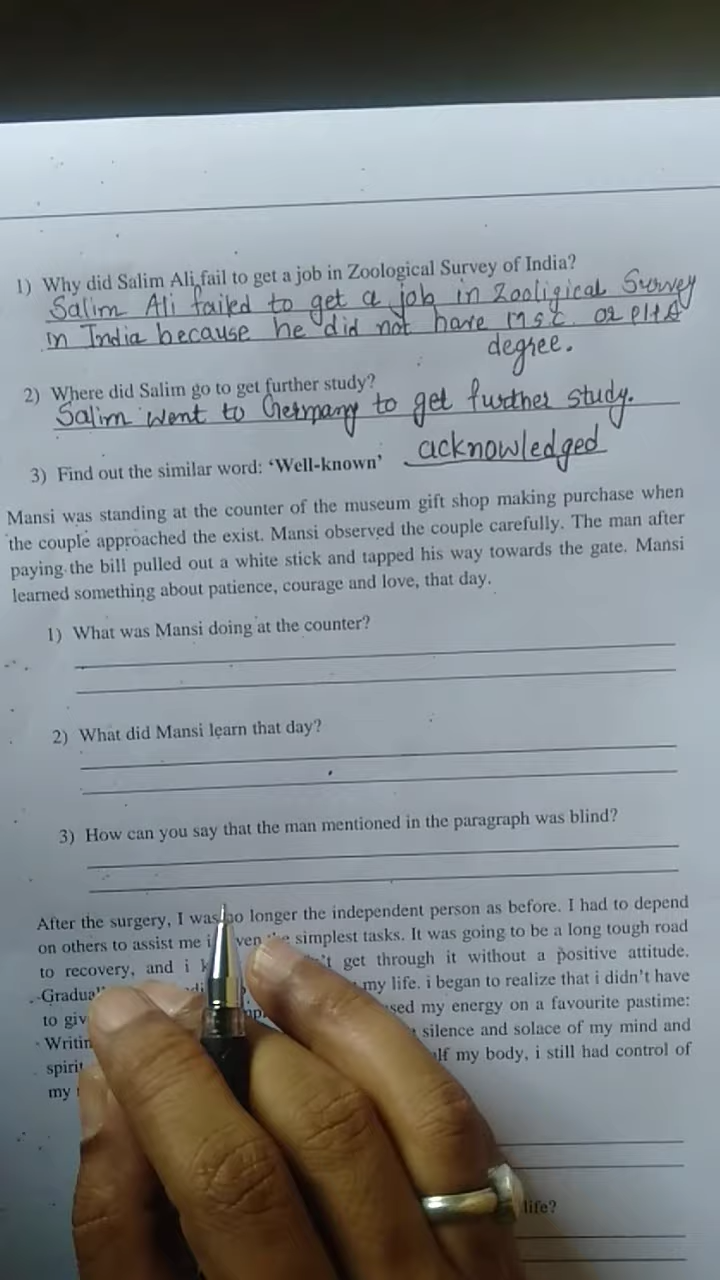 1) Why did Salim Ali fail to get a job in Zoological Survey of India?
Salim Ali failed to get a job in Zooligical Survey
in India because he did not have msc. or PHD
degree.
2) Where did Salim go to get further study?
Salim went to Germany to get further study.
3) Find out the similar word: ‘Well-known’ acknowledged
Mansi was standing at the counter of the museum gift shop making purchase when
the couple approached the exist. Mansi observed the couple carefully. The man after
paying the bill pulled out a white stick and tapped his way towards the gate. Mansi
learned something about patience, courage and love, that day.
1) What was Mansi doing at the counter?
2) What did Mansi learn that day?
3) How can you say that the man mentioned in the paragraph was blind?
After the surgery, I was no longer the independent person as before. I had to depend
on others to assist me even the simplest tasks. It was going to be a long tough road
to recovery, and i get through it without a positive attitude.
my life. i began to realize that i didn't have
my energy on a favourite pastime:
silence and solace of my mind and
my body, i still had control of
my
life?